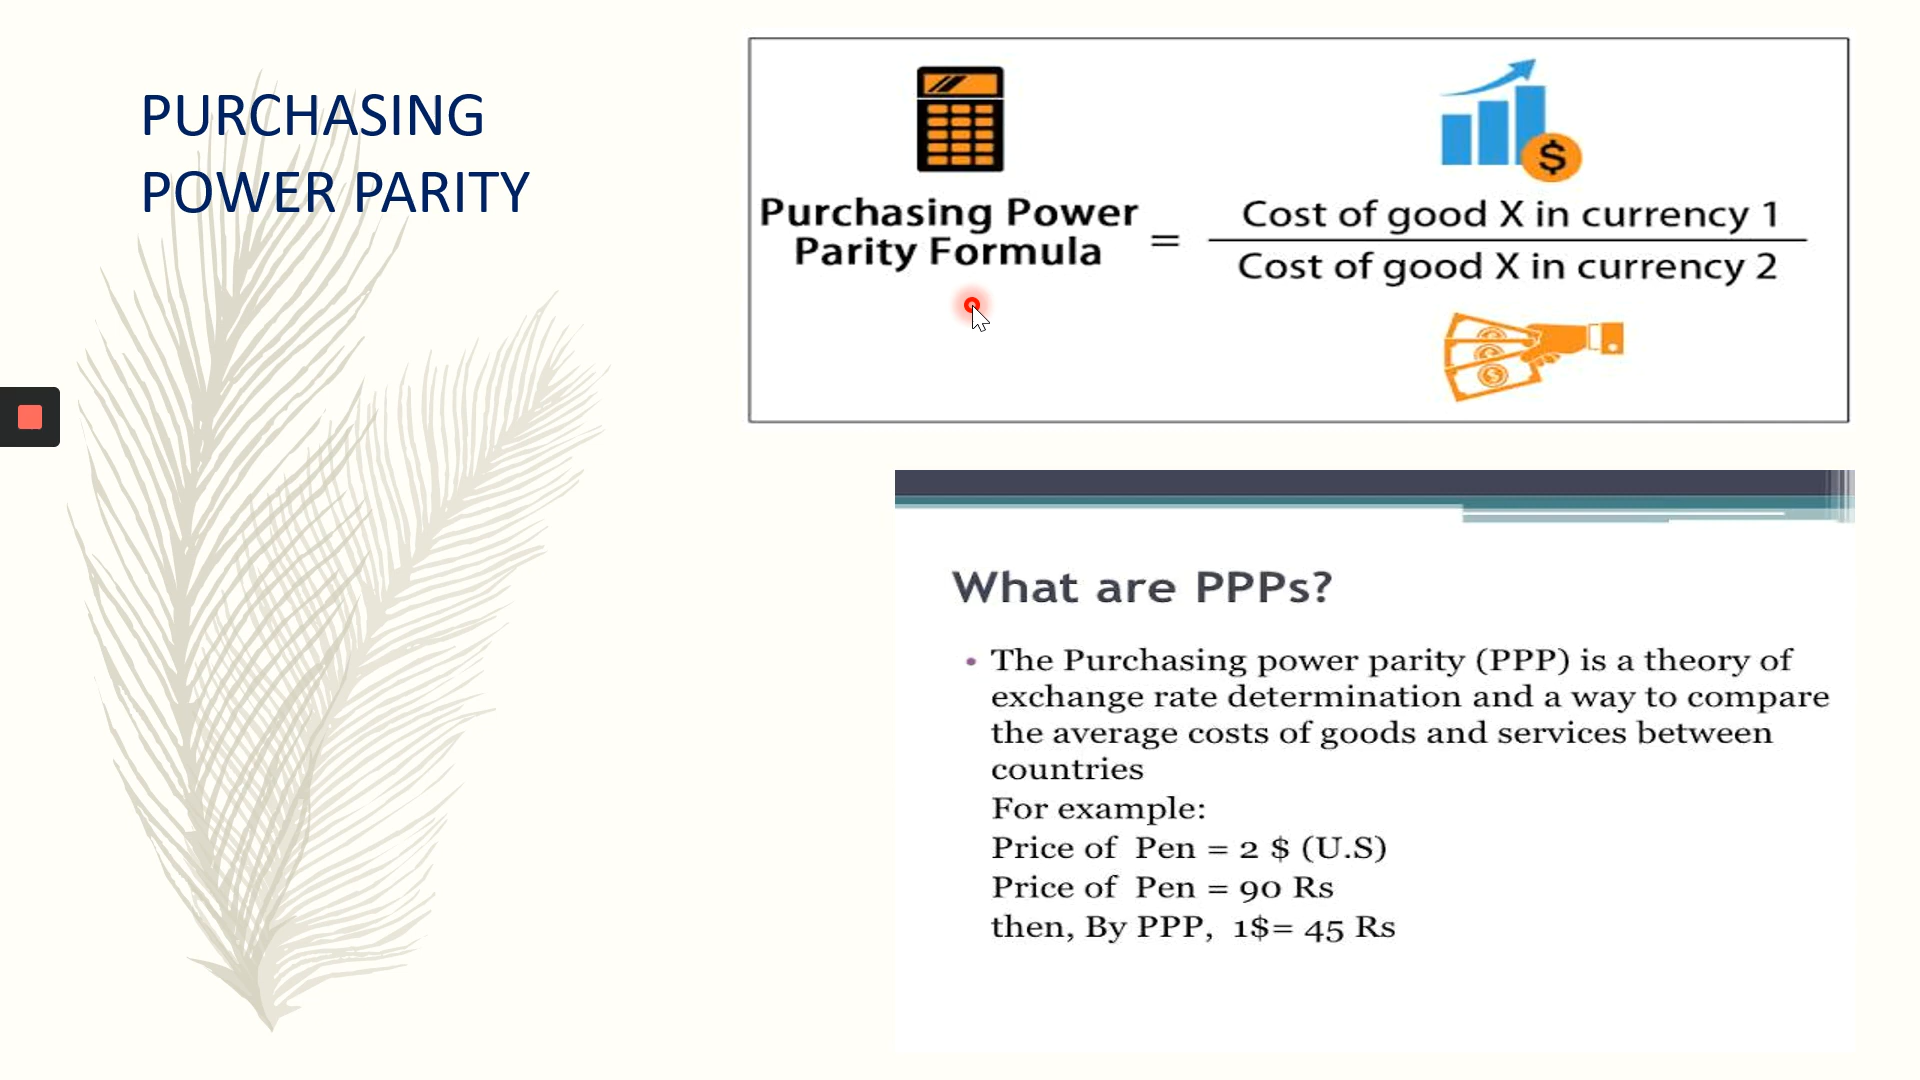 PURCHASING
POWER PARITY
$
Purchasing Power
Parity Formula
=
Cost of good X in currency 1
Cost of good X in currency 2
What are PPPs?
• The Purchasing power parity (PPP) is a theory of
exchange rate determination and a way to compare
the average costs of goods and services between
countries
For example:
Price of Pen = 2 $ (U.S)
Price of Pen = 90 Rs
then, By PPP, 1$= 45 Rs